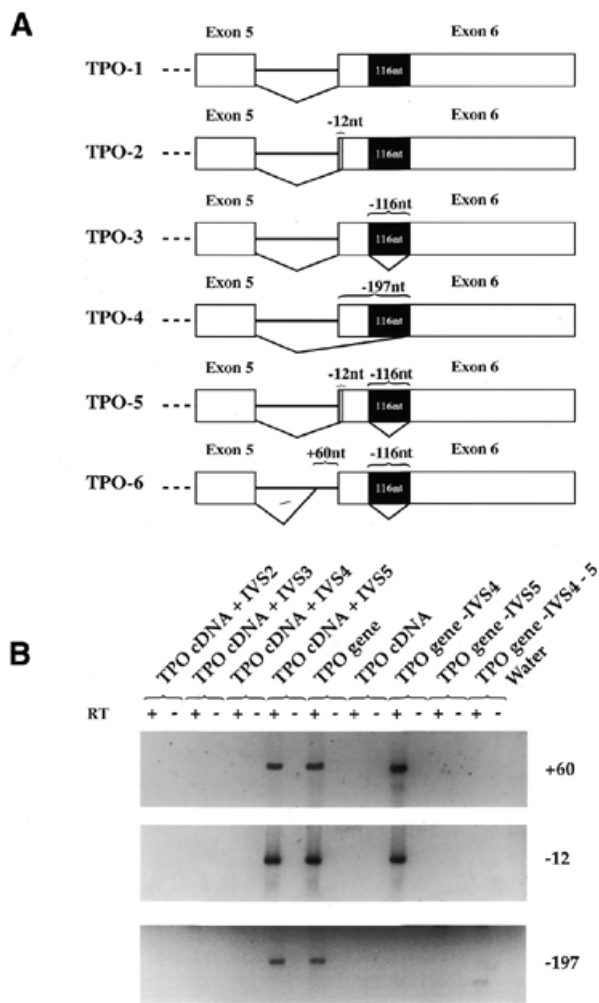 A
Exon 5 Exon 6
TPO-1 116nt
Exon 5 -12nt Exon 6
TPO-2 116nt
Exon 5 -116nt Exon 6
TPO-3 116nt
Exon 5 -197nt Exon 6
TPO-4 116nt
Exon 5 -12nt -116nt Exon 6
TPO-5 116nt
Exon 5 +60nt -116nt Exon 6
TPO-6 116nt
B
TPO cDNA + IVS2
TPO cDNA + IVS3
TPO cDNA + IVS4
TPO cDNA + IVS5
TPO gene
TPO cDNA
TPO gene -IVS4
TPO gene -IVS5
TPO gene -IVS4 - 5
Water
RT + - + - + - + - + - + - + - + - + -
+60
-12
-197